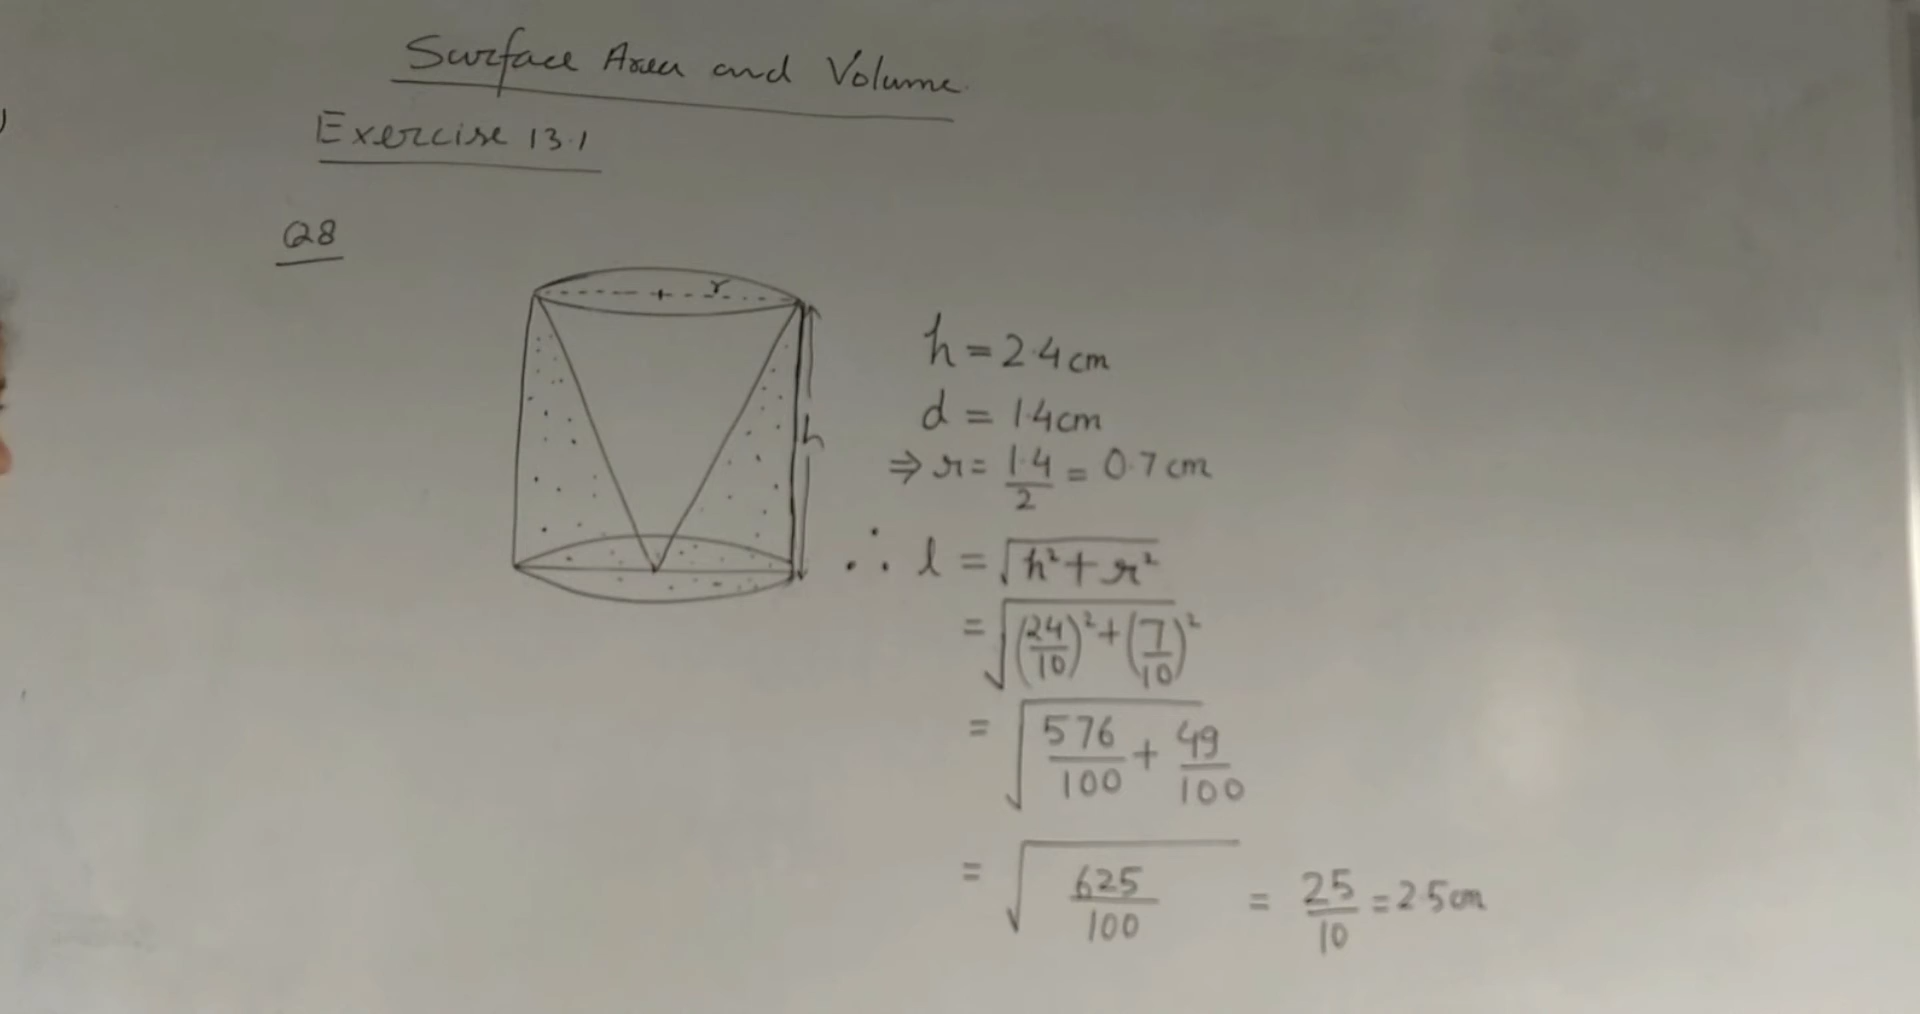 Surface Area and Volume.
Exercise 13.1
Q8
r
h
h = 2.4 cm
d = 1.4 cm
⇒ r = 1.4/2 = 0.7 cm
∴ l = √(h² + r²)
= √((24/10)² + (7/10)²)
= √(576/100 + 49/100)
= √(625/100) = 25/10 = 2.5 cm